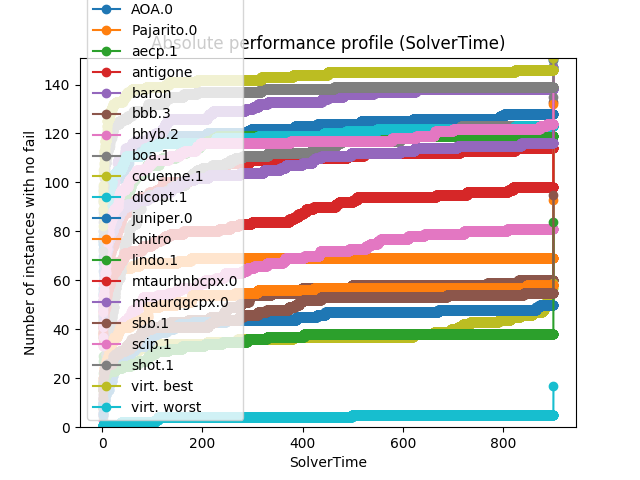 Absolute performance profile (SolverTime)
AOA.0
Pajarito.0
aecp.1
antigone
baron
bbb.3
bhyb.2
boa.1
couenne.1
dicopt.1
juniper.0
knitro
lindo.1
mtaurbnbcpx.0
mtaurqgcpx.0
sbb.1
scip.1
shot.1
virt. best
virt. worst
Number of instances with no fail
140
120
100
80
60
40
20
0
0 200 400 600 800
SolverTime